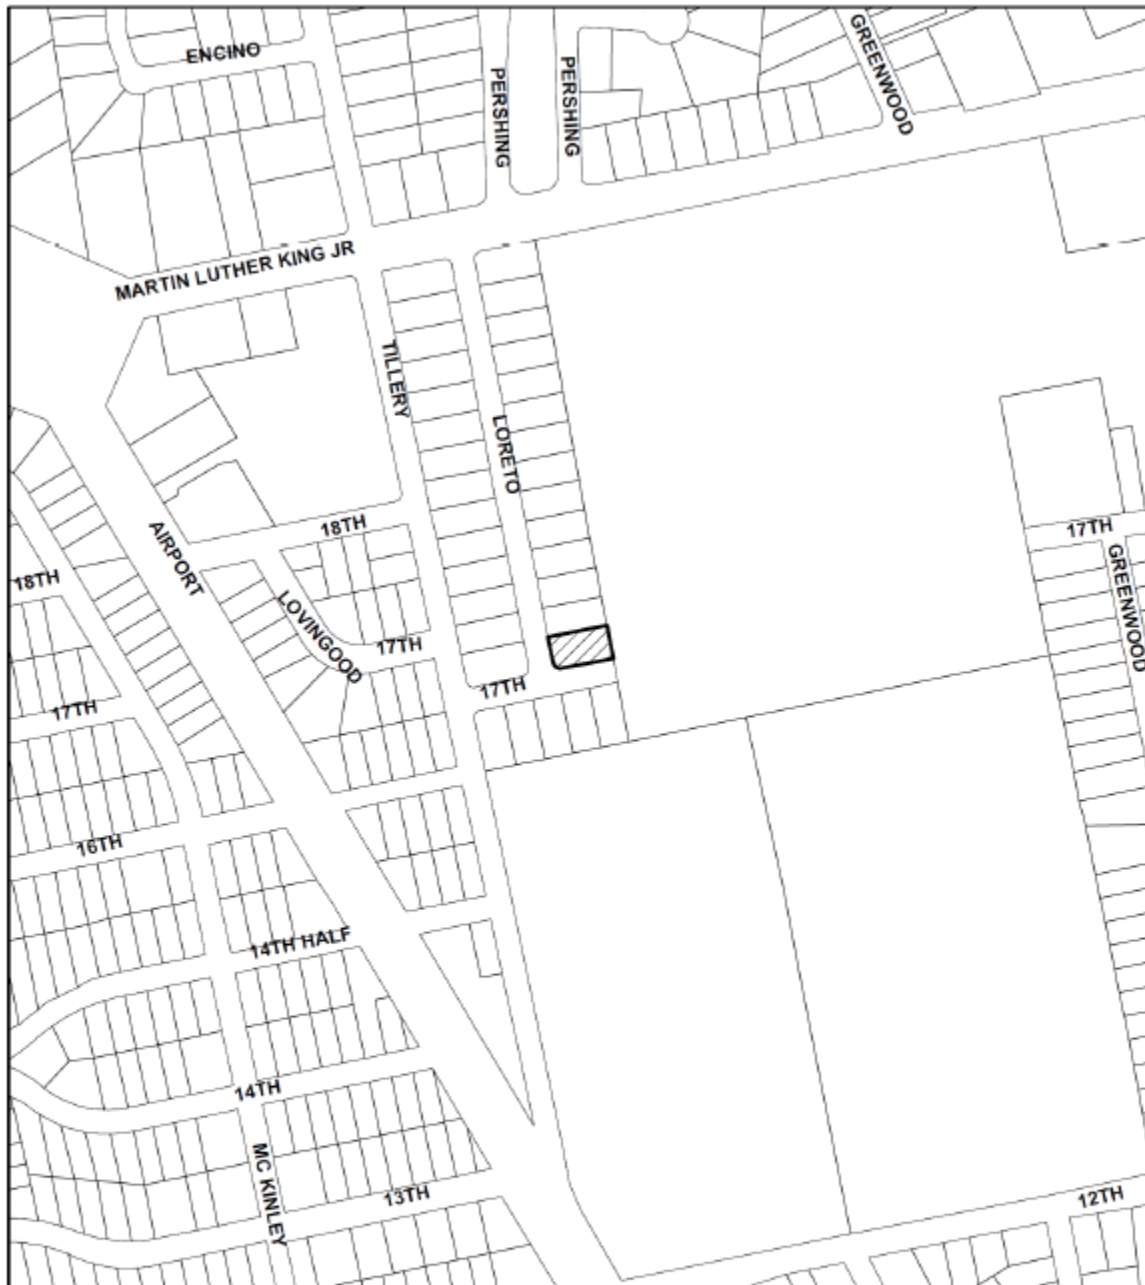 ENCINO
PERSHING
PERSHING
GREENWOOD
MARTIN LUTHER KING JR
TILLERY
LORETO
18TH
AIRPORT
17TH
GREENWOOD
18TH
LOVINGOOD
17TH
17TH
17TH
16TH
14TH HALF
14TH
MC KINLEY
13TH
12TH